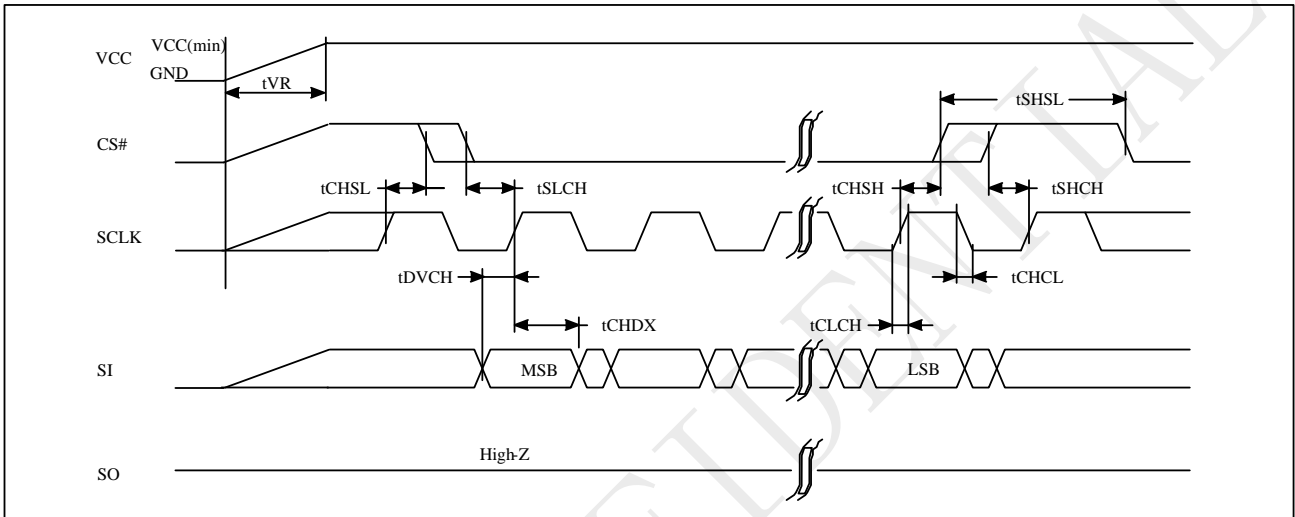 VCC
VCC(min)
GND
tVR
tSHSL
CS#
tCHSL
tSLCH
tCHSH
tSHCH
SCLK
tDVCH
tCHCL
tCHDX
tCLCH
SI
MSB
LSB
High-Z
SO